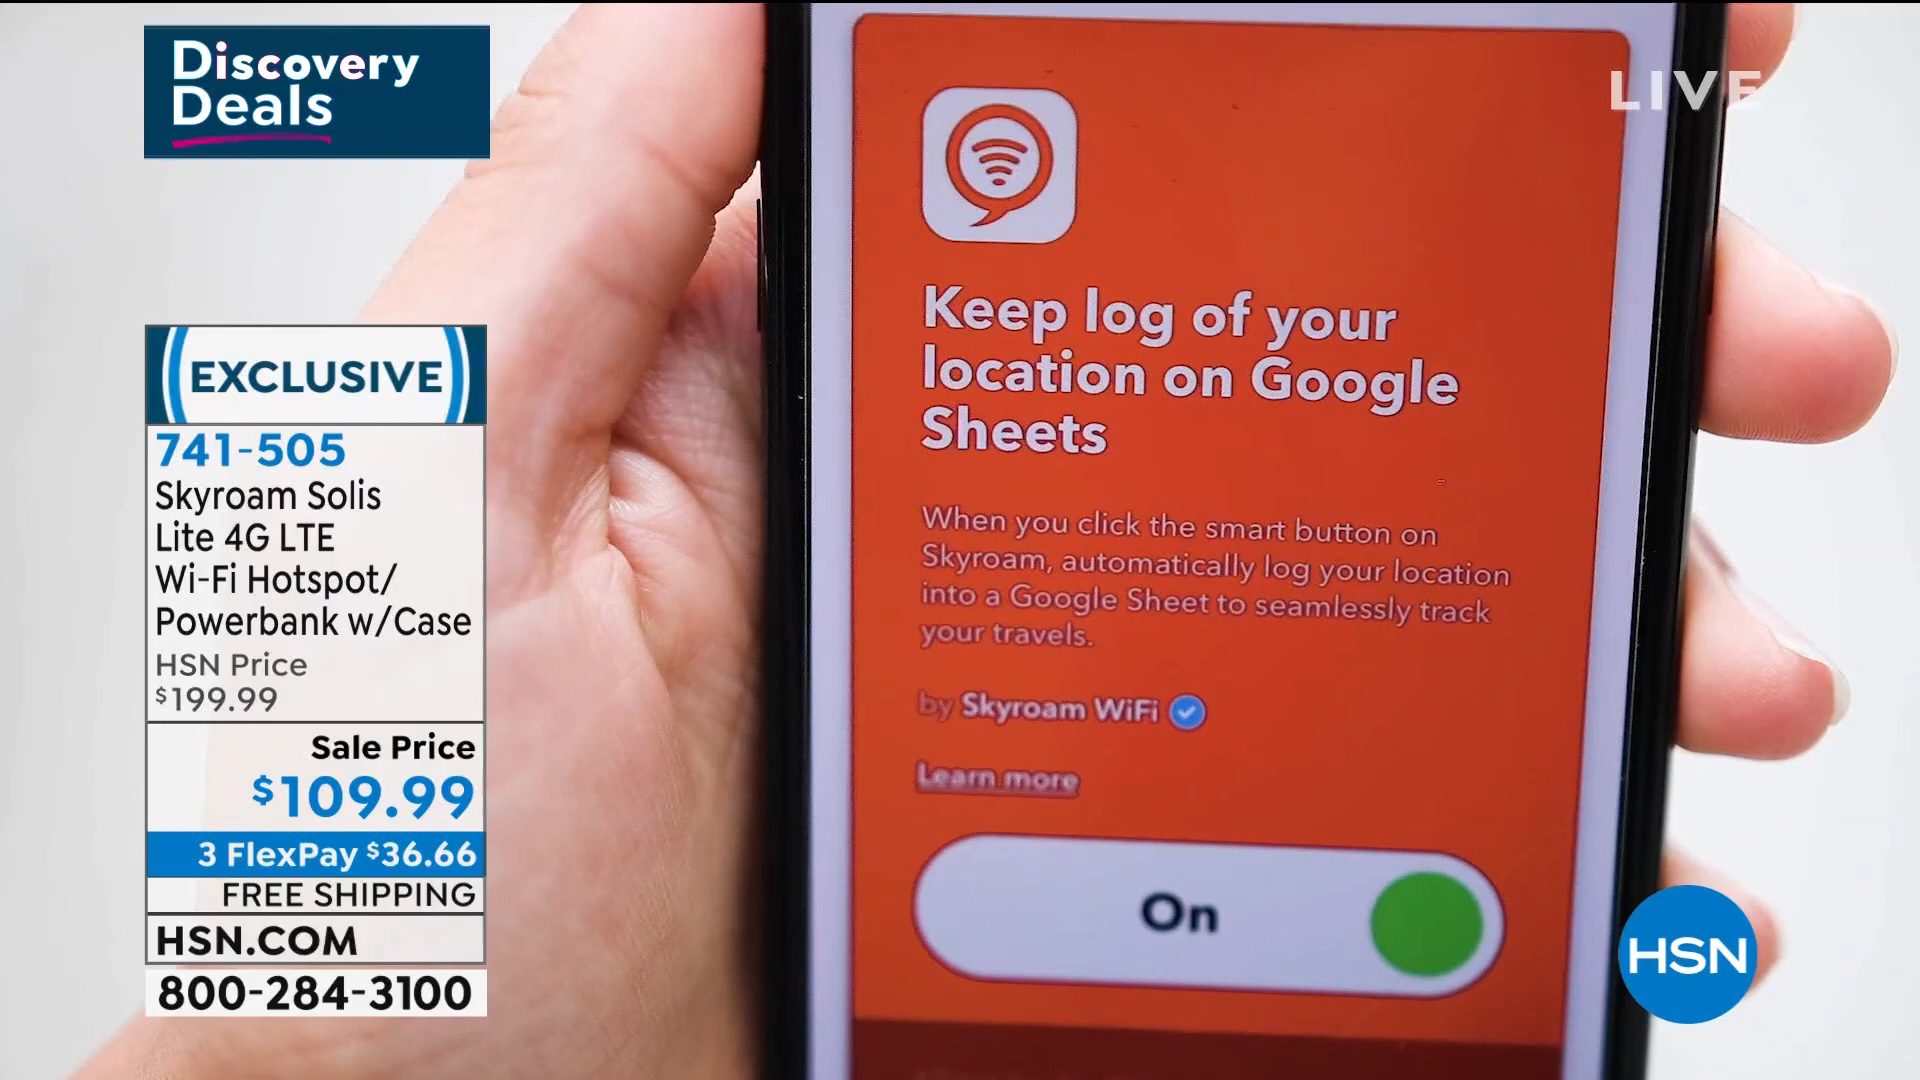 Discovery
Deals
EXCLUSIVE
741-505
Skyroam Solis
Lite 4G LTE
Wi-Fi Hotspot/
Powerbank w/Case
HSN Price
$199.99
Sale Price
$109.99
3 FlexPay $36.66
FREE SHIPPING
HSN.COM
800-284-3100
LIVE
Keep log of your
location on Google
Sheets
When you click the smart button on
Skyroam, automatically log your location
into a Google Sheet to seamlessly track
your travels.
by Skyroam WiFi
Learn more
On
HSN